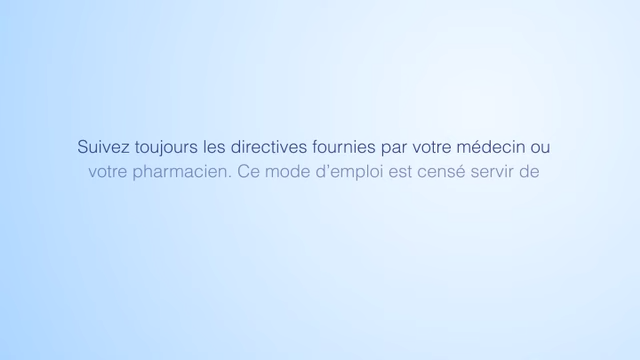 Suivez toujours les directives fournies par votre médecin ou
votre pharmacien. Ce mode d’emploi est censé servir de